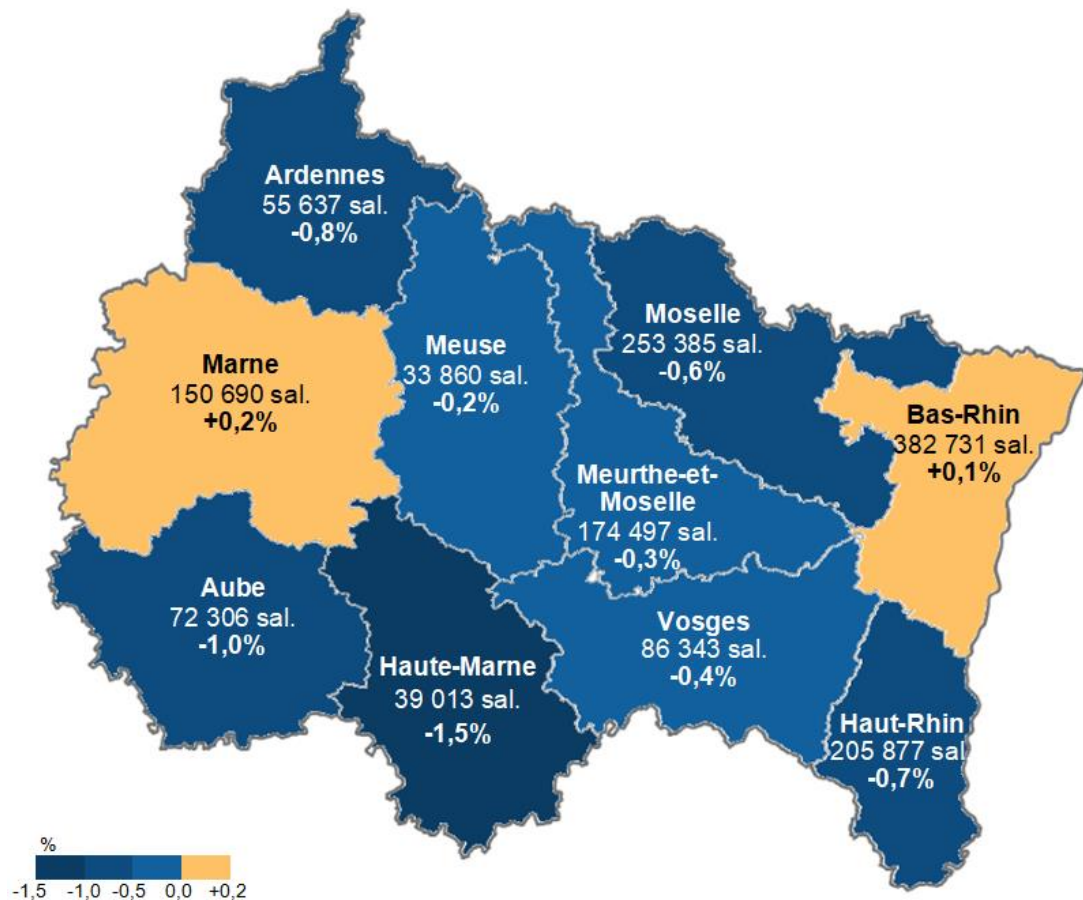 Ardennes
55 637 sal.
-0,8%
Marne
150 690 sal.
+0,2%
Meuse
33 860 sal.
-0,2%
Moselle
253 385 sal.
-0,6%
Bas-Rhin
382 731 sal.
+0,1%
Meurthe-et-
Moselle
174 497 sal.
-0,3%
Aube
72 306 sal.
-1,0%
Haute-Marne
39 013 sal.
-1,5%
Vosges
86 343 sal.
-0,4%
Haut-Rhin
205 877 sal
-0,7%
%
-1,5 -1,0 -0,5 0,0 +0,2